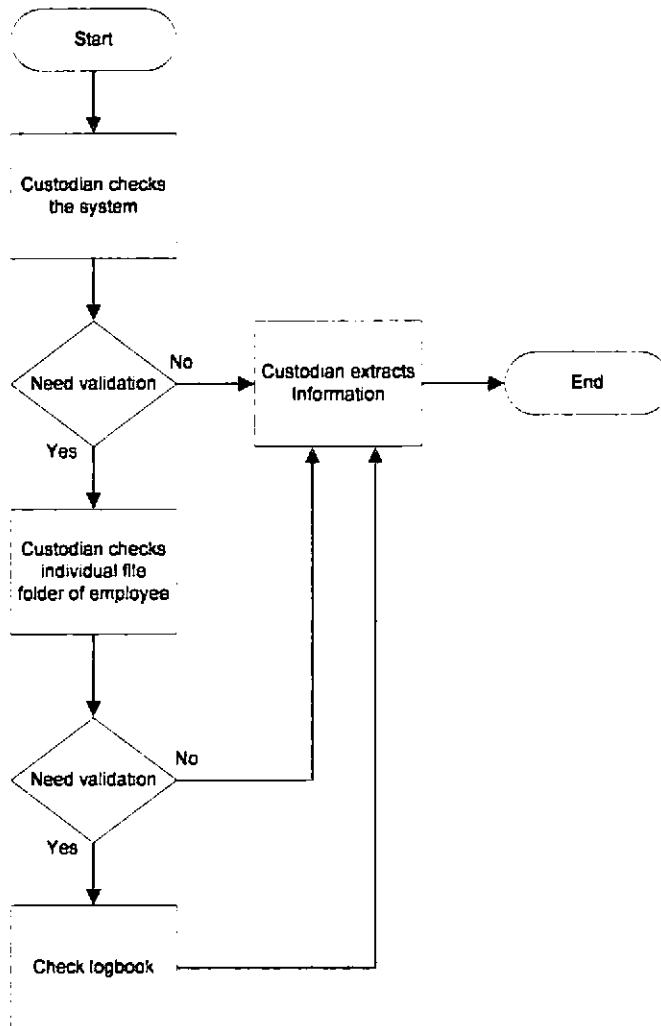 Start
Custodian checks
the system
Need validation
No
Custodian extracts
Information
End
Yes
Custodian checks
individual file
folder of employee
Need validation
No
Yes
Check logbook